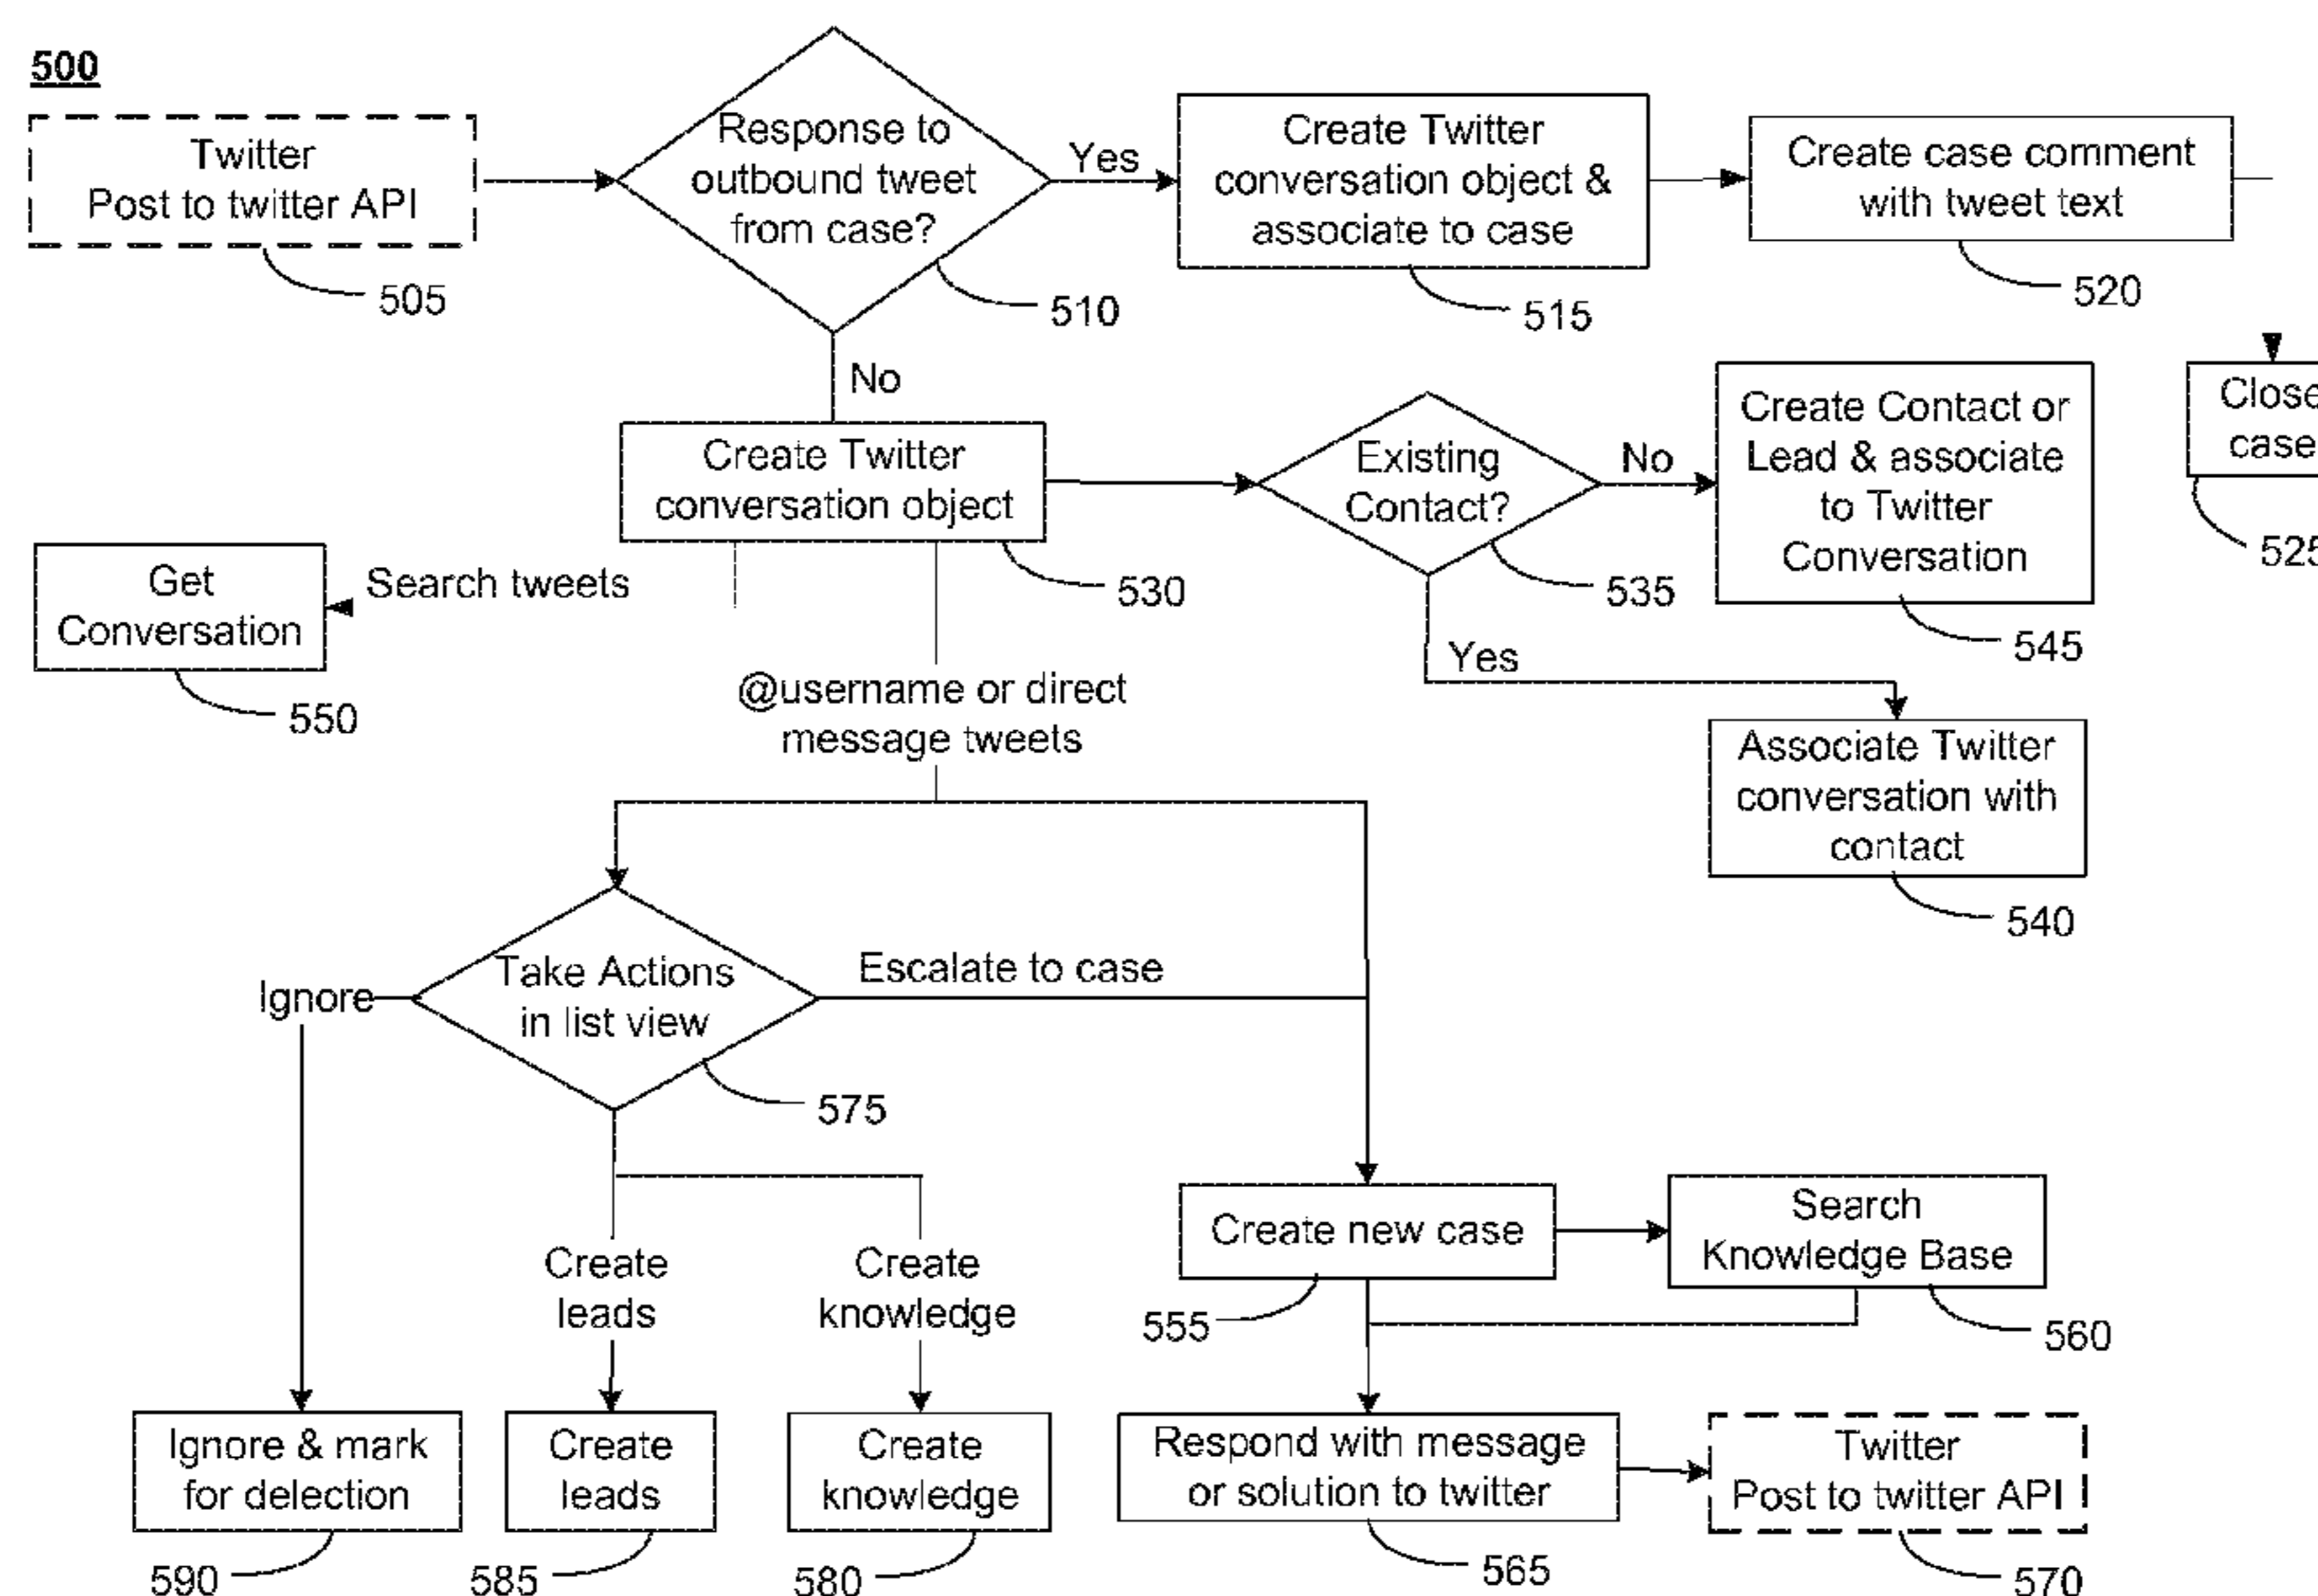 500
Twitter
Post to twitter API
505
Response to
outbound tweet
from case?
510
Yes
Create Twitter
conversation object &
associate to case
515
Create case comment
with tweet text
520
Close
case
525
No
Create Twitter
conversation object
530
Existing
Contact?
535
No
Create Contact or
Lead & associate
to Twitter
Conversation
545
Yes
Associate Twitter
conversation with
contact
540
Search tweets
Get
Conversation
550
@username or direct
message tweets
Take Actions
in list view
575
Escalate to case
Ignore
Create
leads
Create
knowledge
Create new case
555
Search
Knowledge Base
560
Ignore & mark
for delection
590
Create
leads
585
Create
knowledge
580
Respond with message
or solution to twitter
565
Twitter
Post to twitter API
570